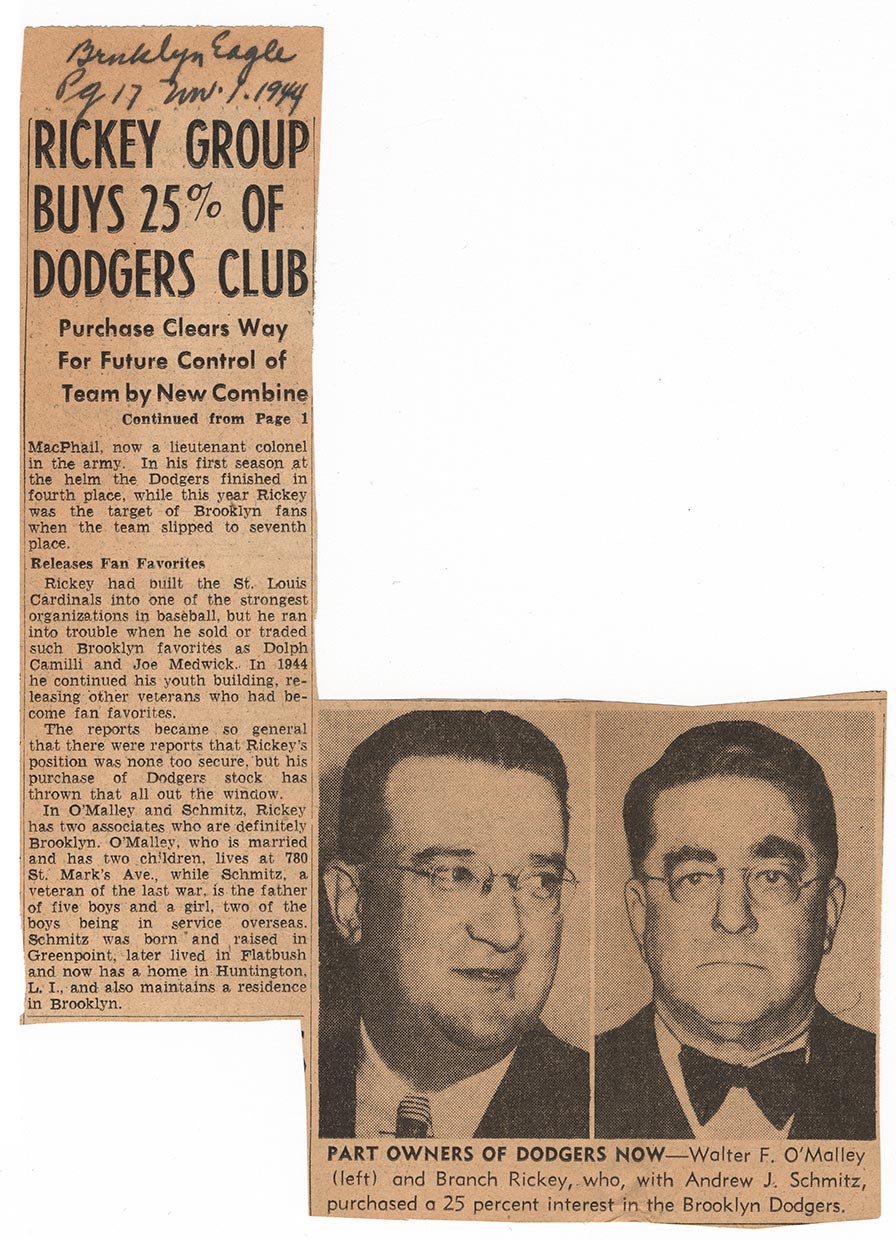 Brooklyn Eagle
Pg 17 Nov. 1. 1944
RICKEY GROUP
BUYS 25% OF
DODGERS CLUB
Purchase Clears Way
For Future Control of
Team by New Combine
Continued from Page 1
MacPhail, now a lieutenant colonel
in the army. In his first season at
the helm the Dodgers finished in
fourth place, while this year Rickey
was the target of Brooklyn fans
when the team slipped to seventh
place.
Releases Fan Favorites
Rickey had built the St. Louis
Cardinals into one of the strongest
organizations in baseball, but he ran
into trouble when he sold or traded
such Brooklyn favorites as Dolph
Camilli and Joe Medwick. In 1944
he continued his youth building, re-
leasing other veterans who had be-
come fan favorites.
The reports became so general
that there were reports that Rickey's
position was none too secure, but his
purchase of Dodgers stock has
thrown that all out the window.
In O'Malley and Schmitz, Rickey
has two associates who are definitely
Brooklyn. O'Malley, who is married
and has two children, lives at 780
St. Mark's Ave., while Schmitz, a
veteran of the last war, is the father
of five boys and a girl, two of the
boys being in service overseas.
Schmitz was born and raised in
Greenpoint, later lived in Flatbush
and now has a home in Huntington,
L. I., and also maintains a residence
in Brooklyn.
PART OWNERS OF DODGERS NOW—Walter F. O'Malley
(left) and Branch Rickey, who, with Andrew J. Schmitz,
purchased a 25 percent interest in the Brooklyn Dodgers.